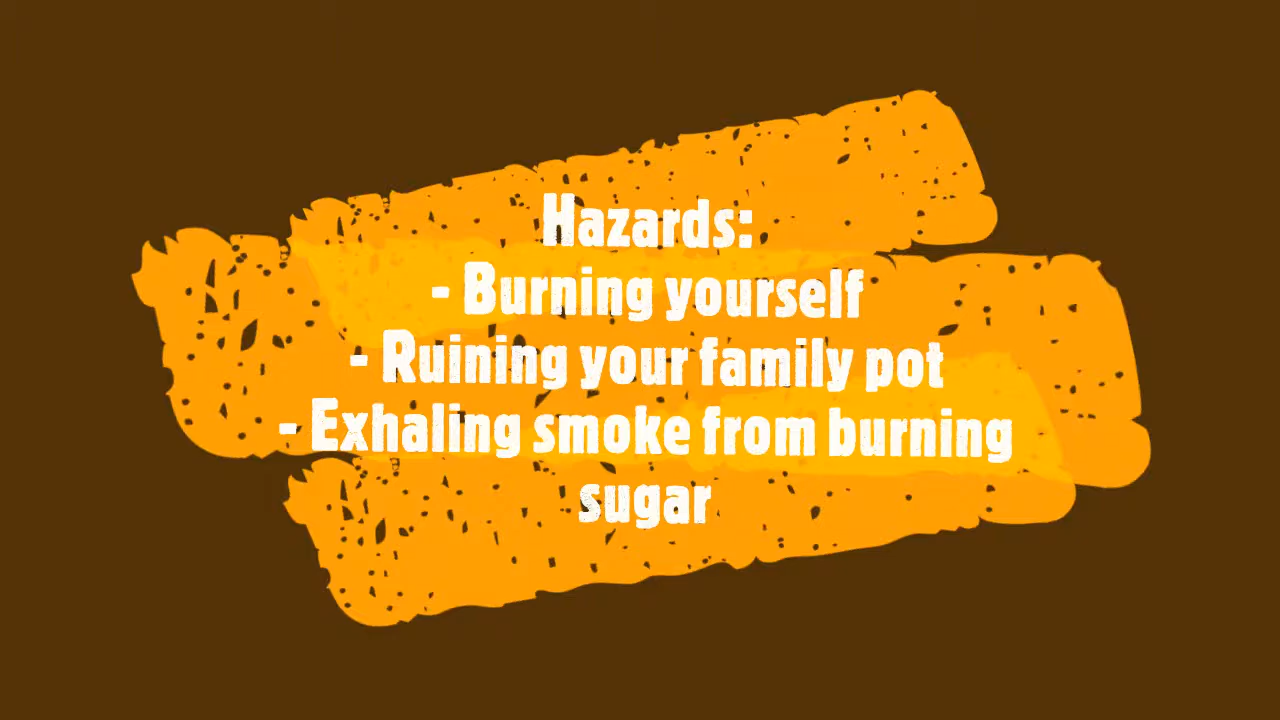 Hazards:
- Burning yourself
- Ruining your family pot
- Exhaling smoke from burning
sugar